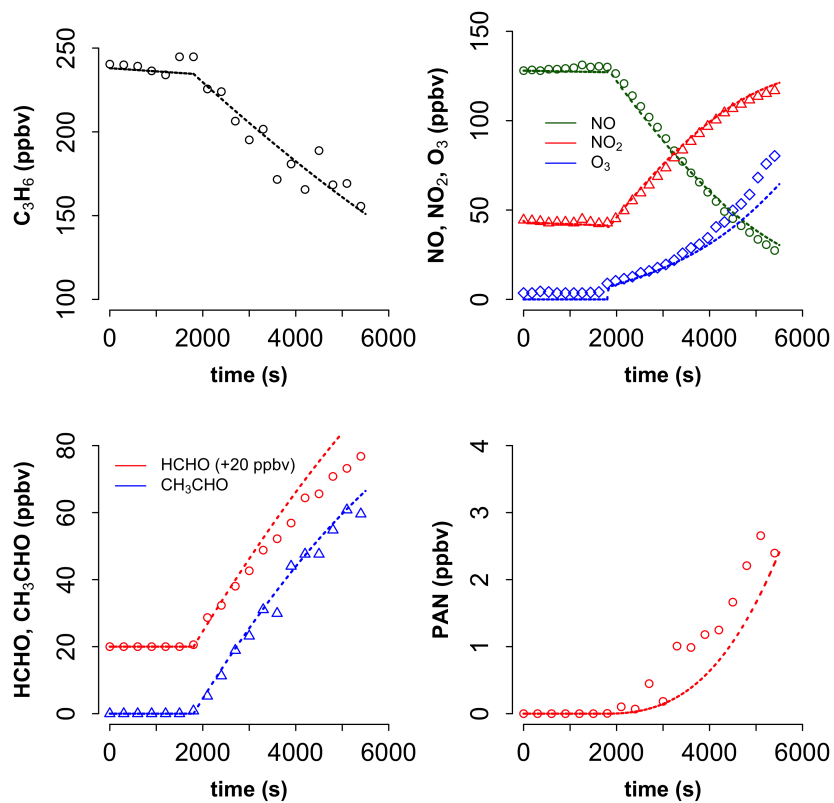 C₃H₆ (ppbv)
250
200
150
100
0 2000 4000 6000
time (s)
NO, NO₂, O₃ (ppbv)
150
100
50
0
NO
NO₂
O₃
0 2000 4000 6000
time (s)
HCHO, CH₃CHO (ppbv)
80
60
40
20
0
HCHO (+20 ppbv)
CH₃CHO
0 2000 4000 6000
time (s)
PAN (ppbv)
4
3
2
1
0
0 2000 4000 6000
time (s)